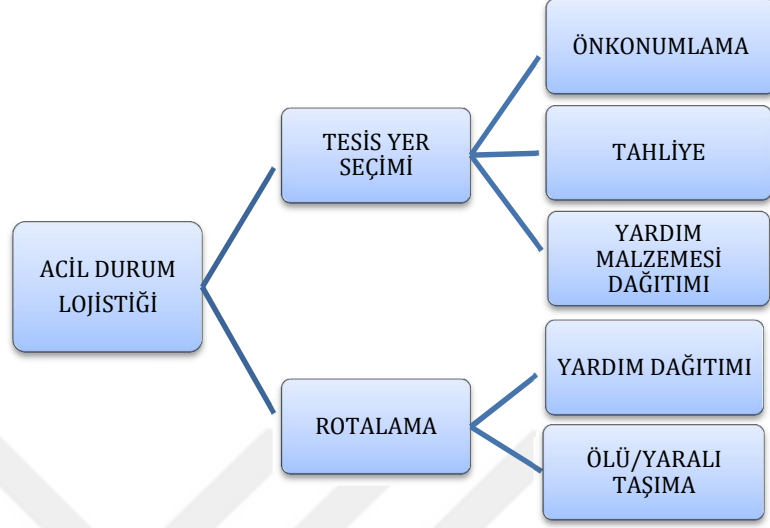 ACİL DURUM
LOJİSTİĞİ
TESİS YER
SEÇİMİ
ÖNKONUMLAMA
TAHLİYE
YARDIM
MALZEMESİ
DAĞITIMI
ROTALAMA
YARDIM DAĞITIMI
ÖLÜ/YARALI
TAŞIMA